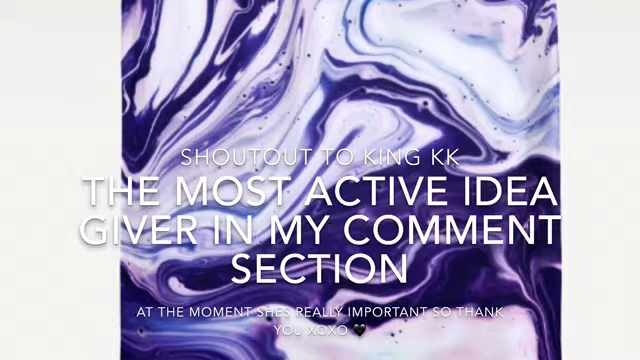 SHOUTOUT TO KING KK
THE MOST ACTIVE IDEA
GIVER IN MY COMMENT
SECTION
AT THE MOMENT SHES REALLY IMPORTANT SO THANK
YOU XOXO 🖤